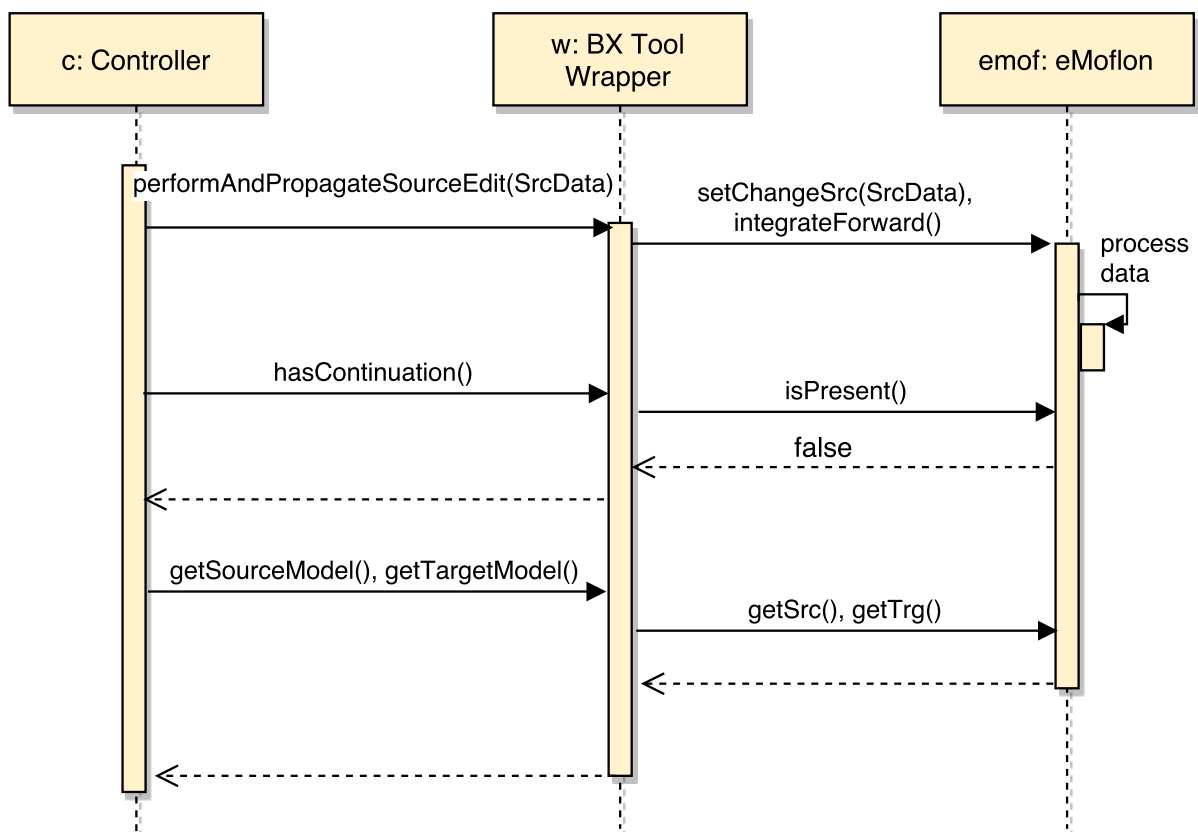 c: Controller
w: BX Tool
Wrapper
emof: eMoflon
performAndPropagateSourceEdit(SrcData)
setChangeSrc(SrcData),
integrateForward()
process
data
hasContinuation()
isPresent()
false
getSourceModel(), getTargetModel()
getSrc(), getTrg()